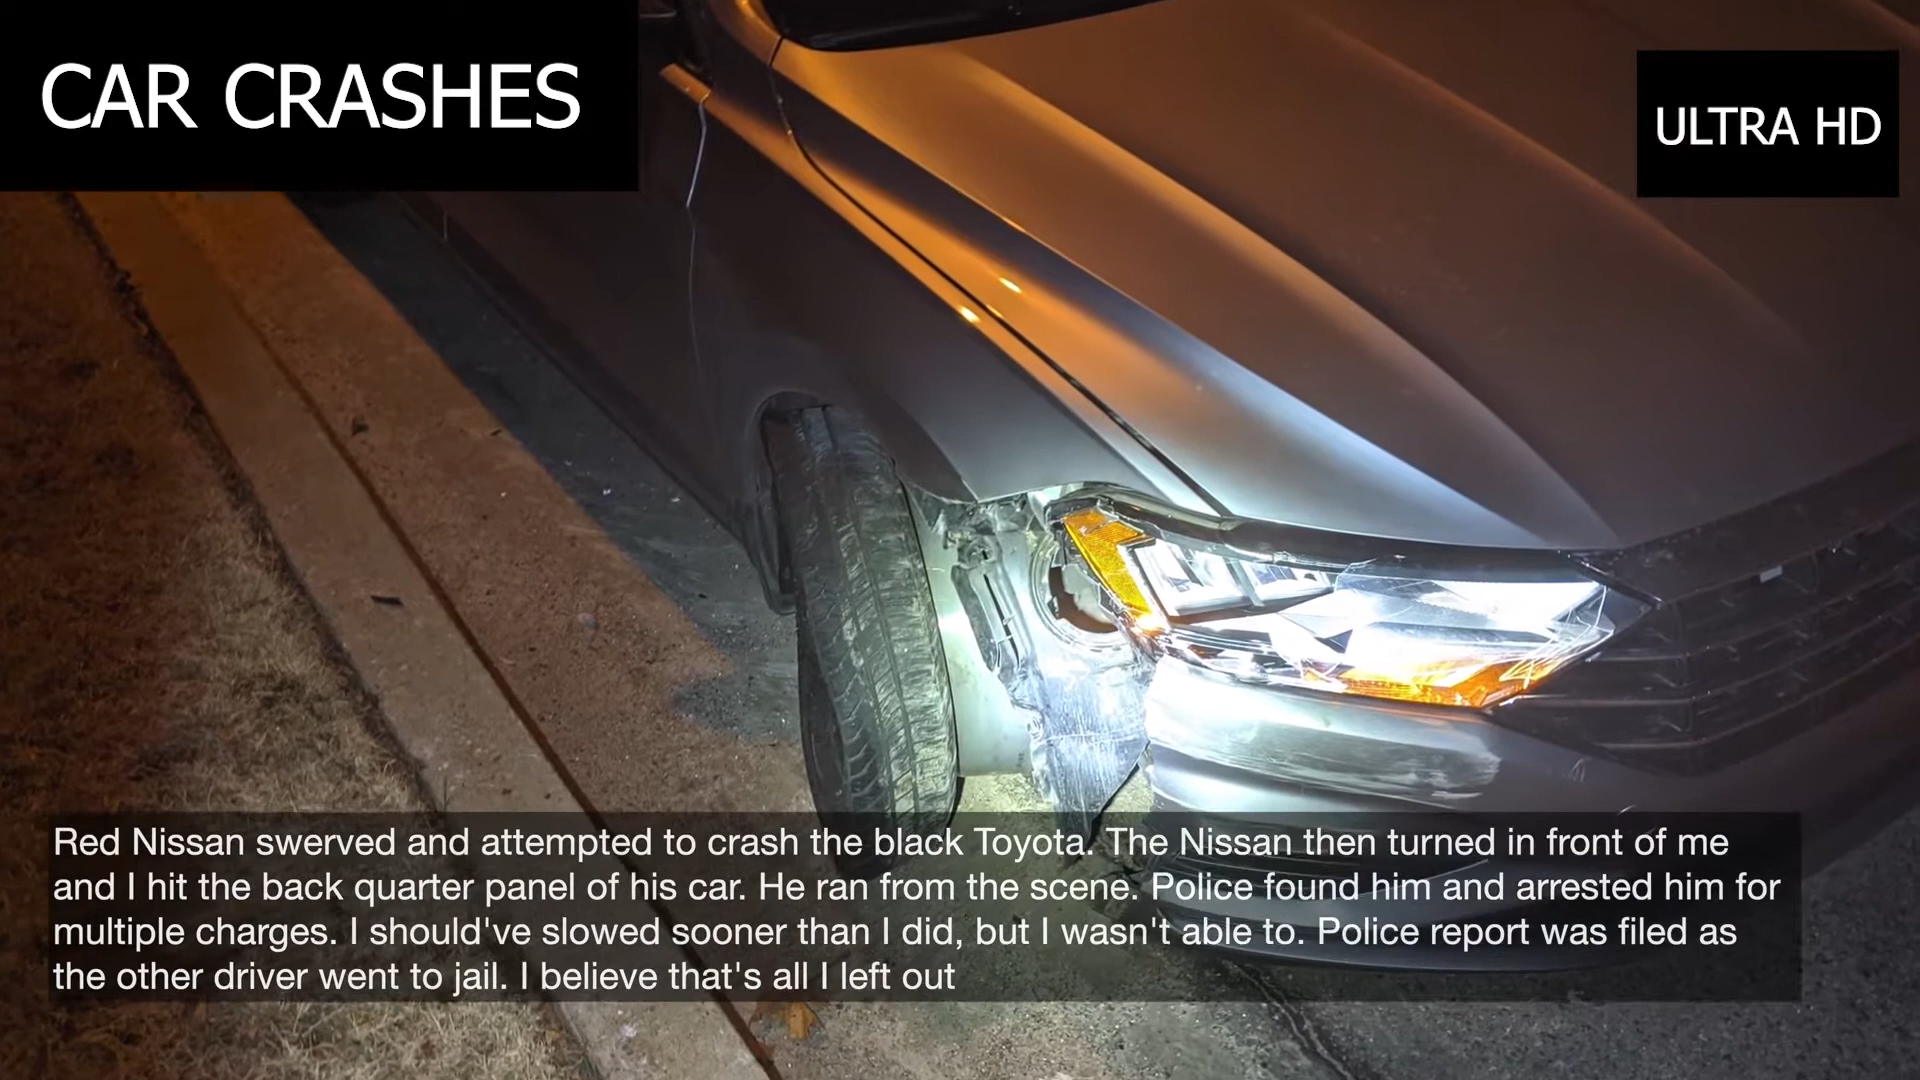 CAR CRASHES
ULTRA HD
Red Nissan swerved and attempted to crash the black Toyota. The Nissan then turned in front of me
and I hit the back quarter panel of his car. He ran from the scene. Police found him and arrested him for
multiple charges. I should've slowed sooner than I did, but I wasn't able to. Police report was filed as
the other driver went to jail. I believe that's all I left out